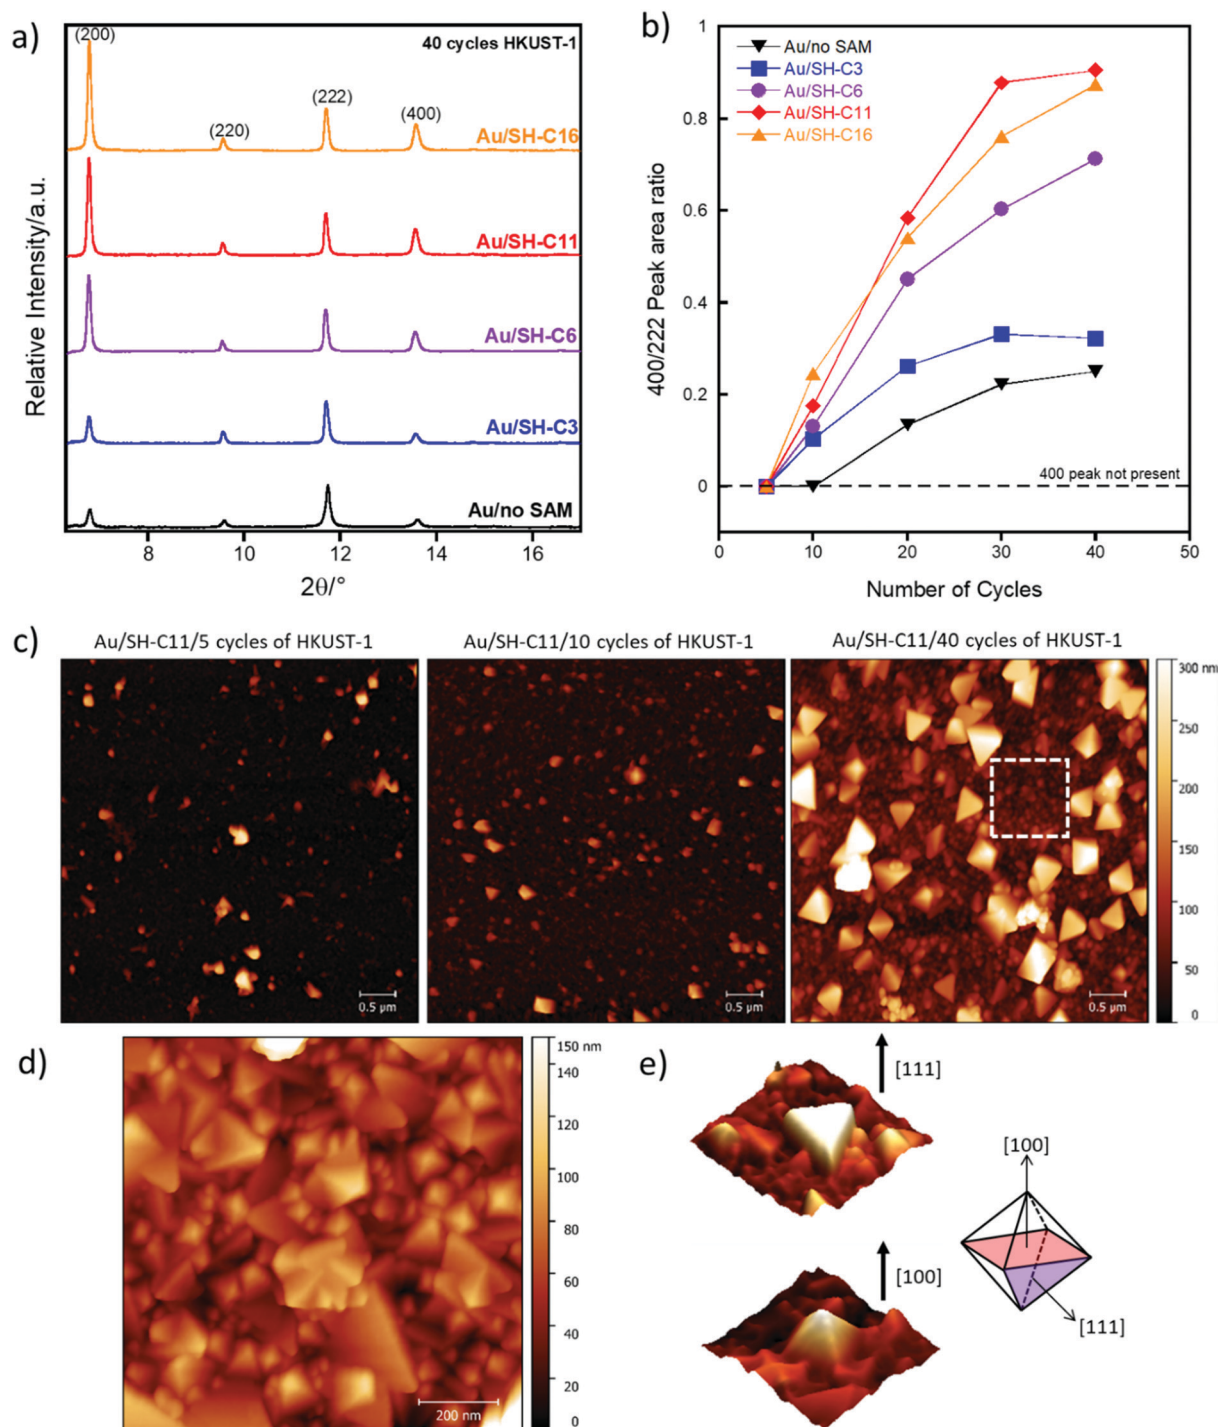 a)
(200)
40 cycles HKUST-1
(220)
(222)
(400)
Au/SH-C16
Au/SH-C11
Au/SH-C6
Au/SH-C3
Au/no SAM
Relative Intensity/a.u.
8 10 12 14 16
2θ/°
b)
Au/no SAM
Au/SH-C3
Au/SH-C6
Au/SH-C11
Au/SH-C16
400/222 Peak area ratio
1
0.8
0.6
0.4
0.2
0
400 peak not present
0 10 20 30 40 50
Number of Cycles
c)
Au/SH-C11/5 cycles of HKUST-1
Au/SH-C11/10 cycles of HKUST-1
Au/SH-C11/40 cycles of HKUST-1
0.5 μm
0.5 μm
0.5 μm
300 nm
250
200
150
100
50
0
d)
150 nm
140
120
100
80
60
40
20
0
200 nm
e)
[111]
[100]
[100]
[111]